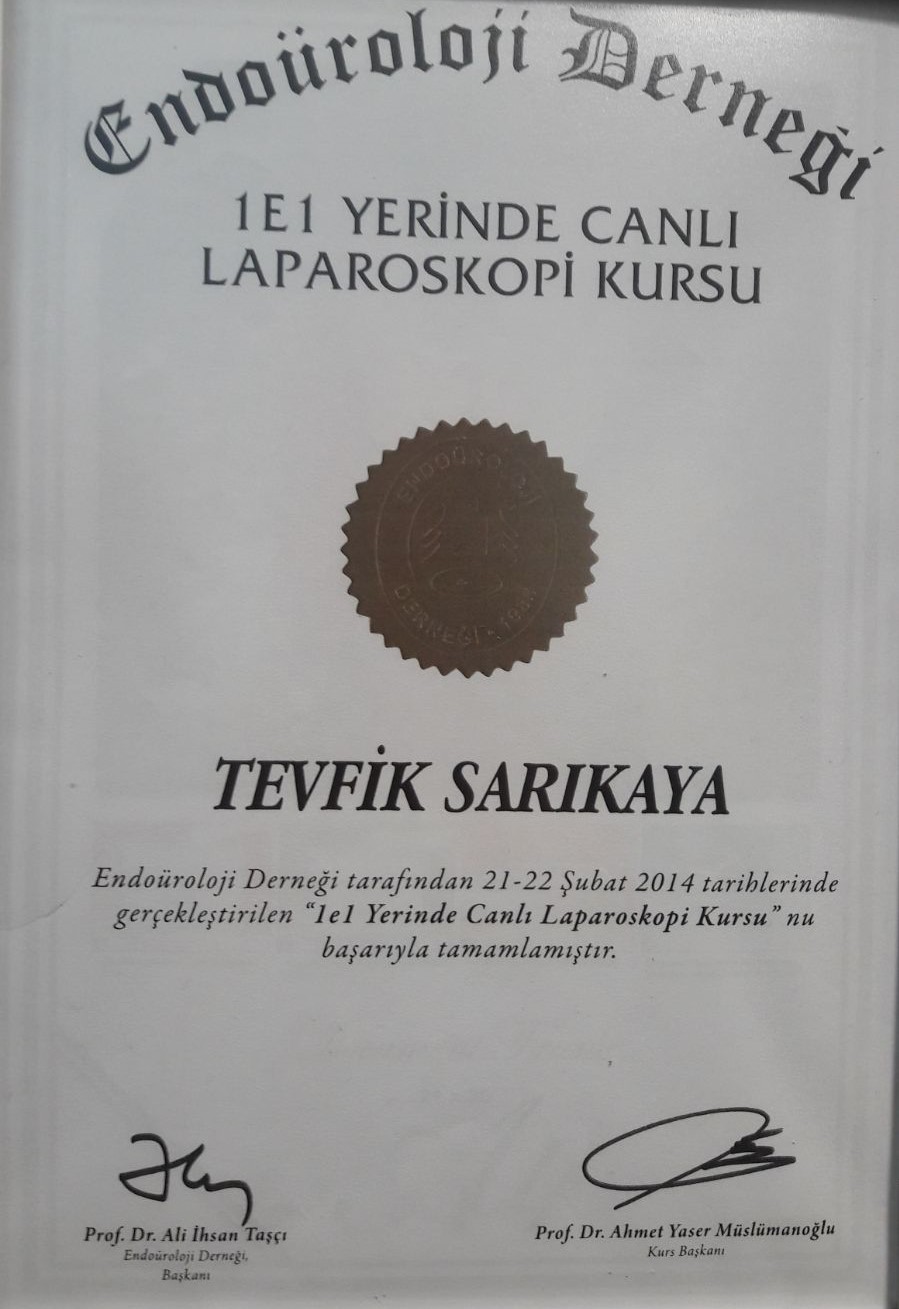 Endoüroloji Derneği
1E1 YERİNDE CANLI
LAPAROSKOPİ KURSU
ENDOÜROLOJİ
DERNEĞİ
TEVFİK SARIKAYA
Endoüroloji Derneği tarafından 21-22 Şubat 2014 tarihlerinde
gerçekleştirilen “1e1 Yerinde Canlı Laparoskopi Kursu” nu
başarıyla tamamlamıştır.
Prof. Dr. Ali İhsan Taşçı
Endoüroloji Derneği,
Başkanı
Prof. Dr. Ahmet Yaser Müslümanoğlu
Kurs Başkanı